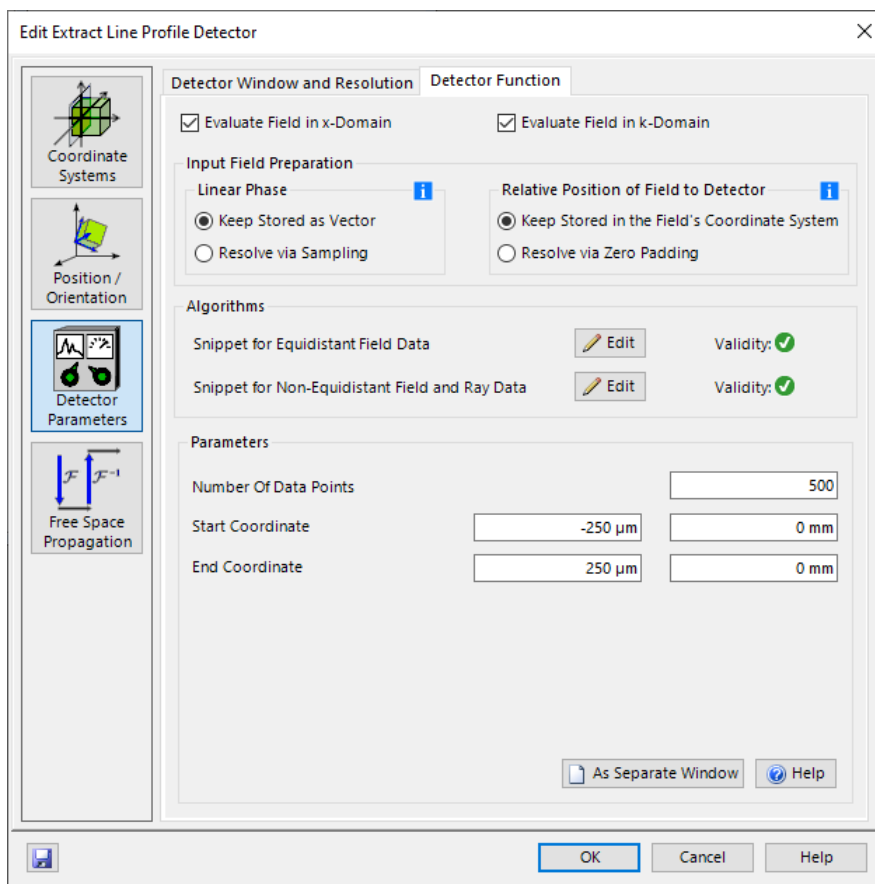 Edit Extract Line Profile Detector
Coordinate
Systems
Position /
Orientation
Detector
Parameters
F F⁻¹
Free Space
Propagation
Detector Window and Resolution Detector Function
Evaluate Field in x-Domain Evaluate Field in k-Domain
Input Field Preparation
Linear Phase i Relative Position of Field to Detector i
Keep Stored as Vector Keep Stored in the Field's Coordinate System
Resolve via Sampling Resolve via Zero Padding
Algorithms
Snippet for Equidistant Field Data Edit Validity:
Snippet for Non-Equidistant Field and Ray Data Edit Validity:
Parameters
Number Of Data Points 500
Start Coordinate -250 µm 0 mm
End Coordinate 250 µm 0 mm
As Separate Window ? Help
OK Cancel Help